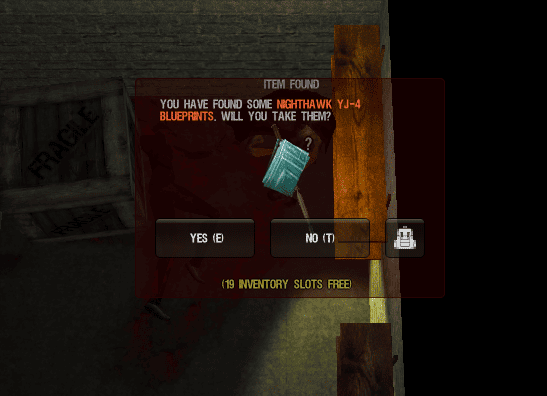 ITEM FOUND
YOU HAVE FOUND SOME NIGHTHAWK YJ-4
BLUEPRINTS. WILL YOU TAKE THEM?
?
FRAGILE
YES (E)
NO (T)
FRAGILE
(19 INVENTORY SLOTS FREE)